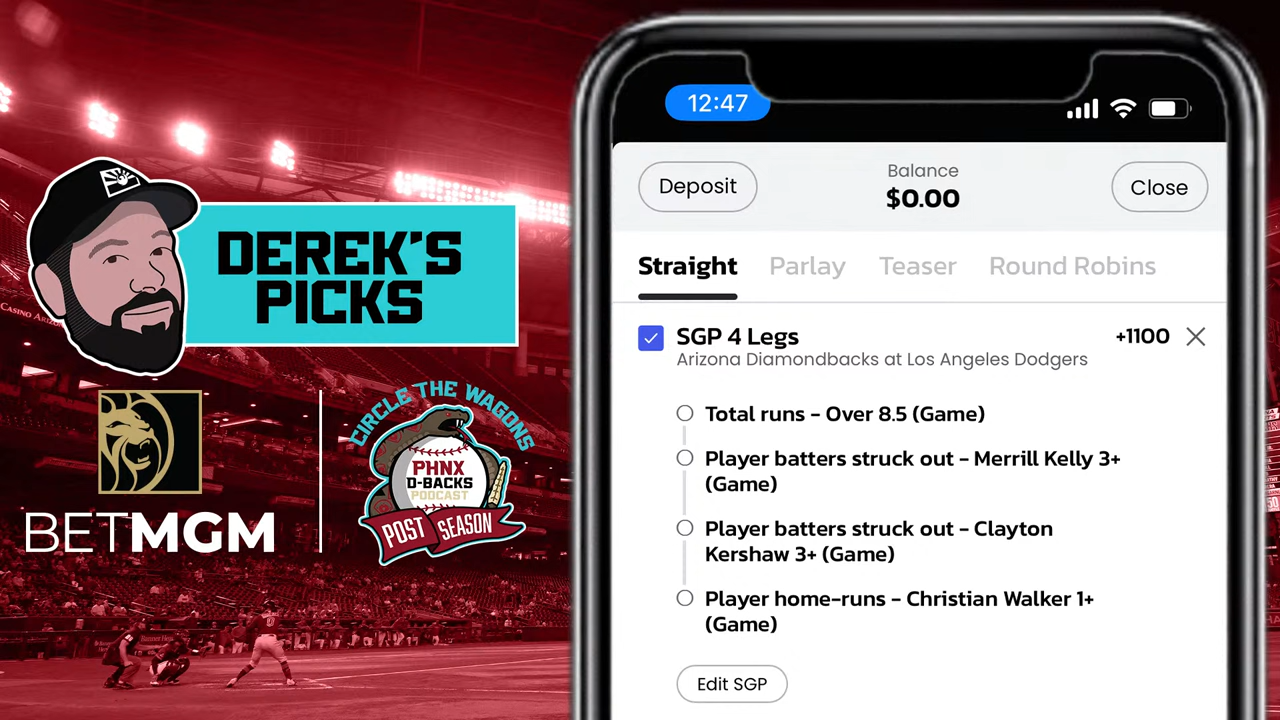 DEREK'S
PICKS
BETMGM
CIRCLE THE WAGONS
PHNX
D-BACKS
PODCAST
POST SEASON
12:47
Deposit
Balance
$0.00
Close
Straight
Parlay
Teaser
Round Robins
SGP 4 Legs
+1100
Arizona Diamondbacks at Los Angeles Dodgers
Total runs - Over 8.5 (Game)
Player batters struck out - Merrill Kelly 3+
(Game)
Player batters struck out - Clayton
Kershaw 3+ (Game)
Player home-runs - Christian Walker 1+
(Game)
Edit SGP